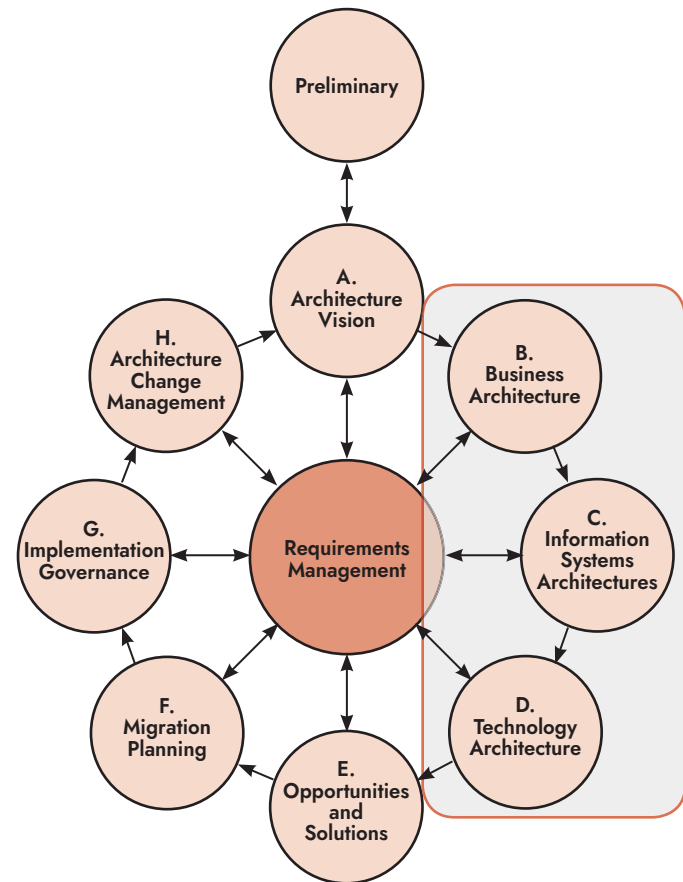 Preliminary
A.
Architecture
Vision
B.
Business
Architecture
C.
Information
Systems
Architectures
D.
Technology
Architecture
E.
Opportunities
and
Solutions
F.
Migration
Planning
G.
Implementation
Governance
H.
Architecture
Change
Management
Requirements
Management